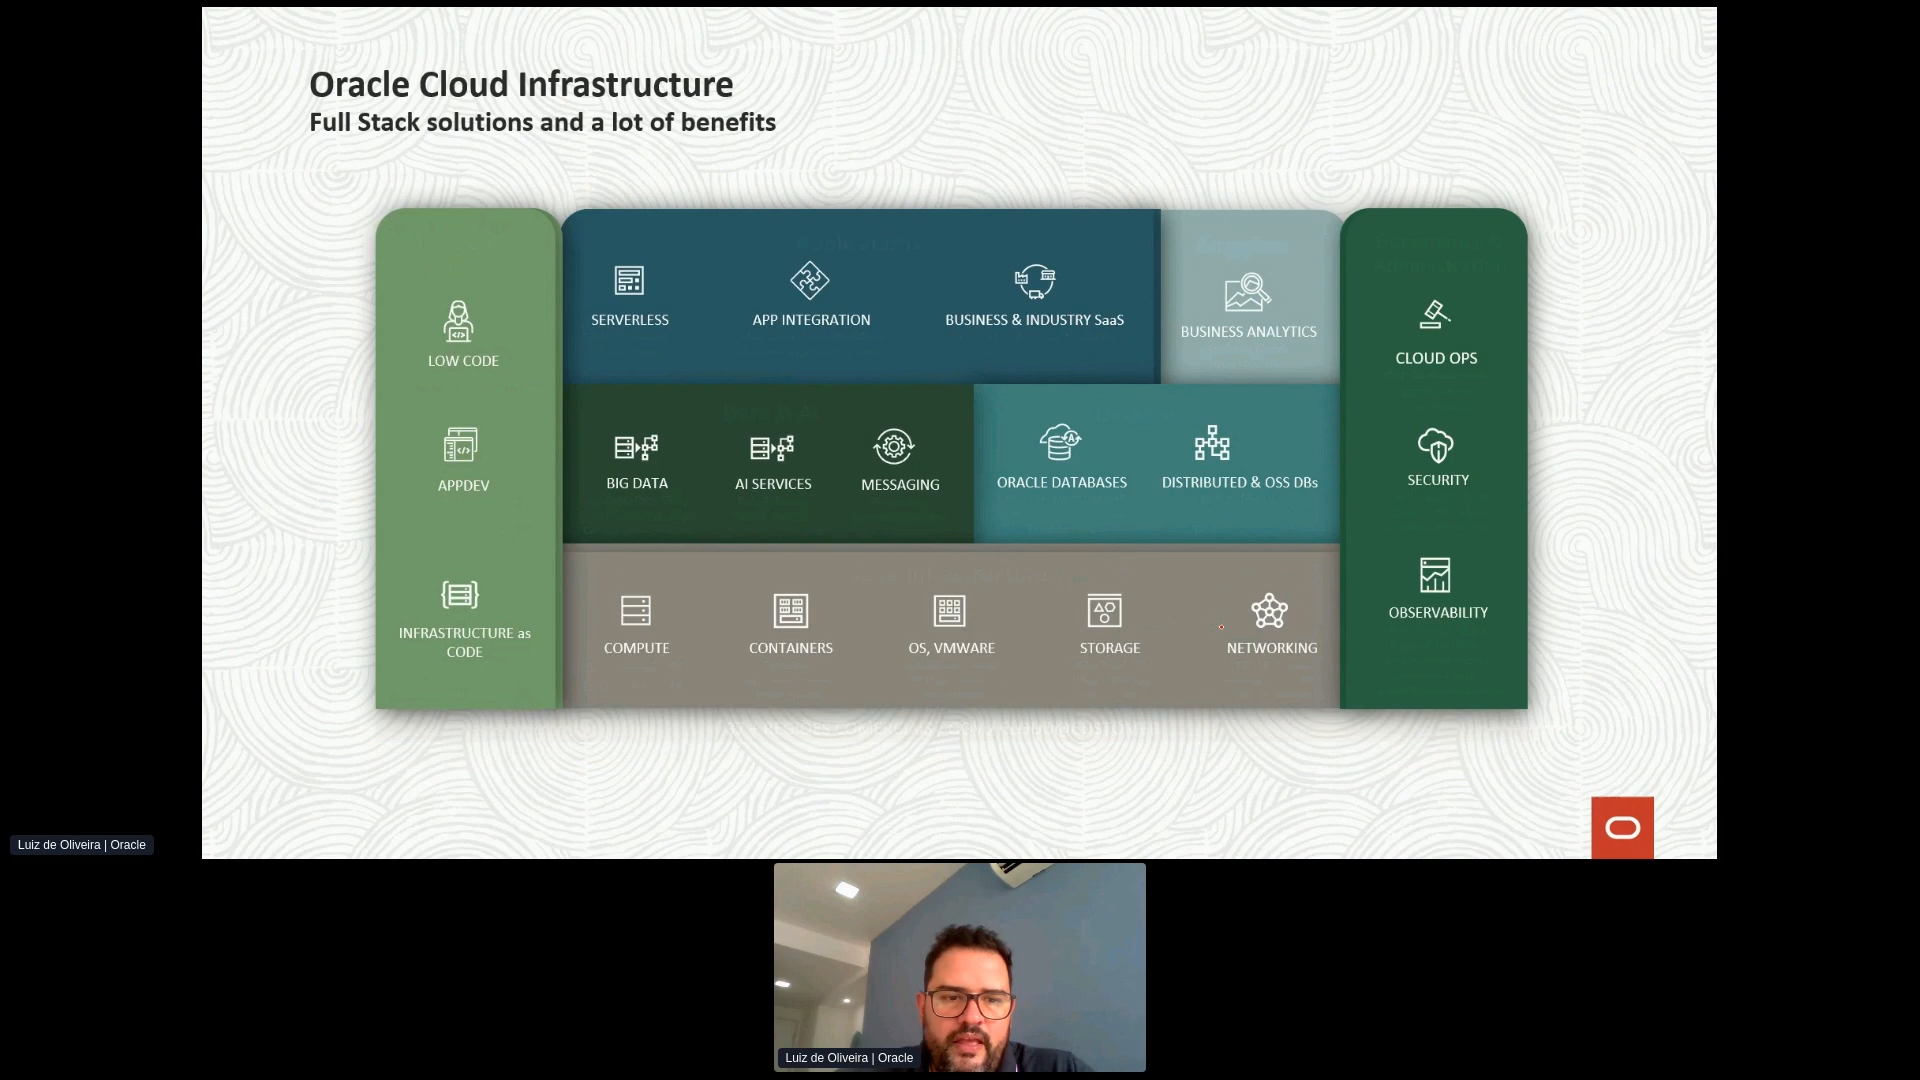 Oracle Cloud Infrastructure
Full Stack solutions and a lot of benefits
LOW CODE
APPDEV
INFRASTRUCTURE as
CODE
SERVERLESS
APP INTEGRATION
BUSINESS & INDUSTRY SaaS
BUSINESS ANALYTICS
BIG DATA
AI SERVICES
MESSAGING
ORACLE DATABASES
DISTRIBUTED & OSS DBs
COMPUTE
CONTAINERS
OS, VMWARE
STORAGE
NETWORKING
CLOUD OPS
SECURITY
OBSERVABILITY
Luiz de Oliveira | Oracle
Luiz de Oliveira | Oracle